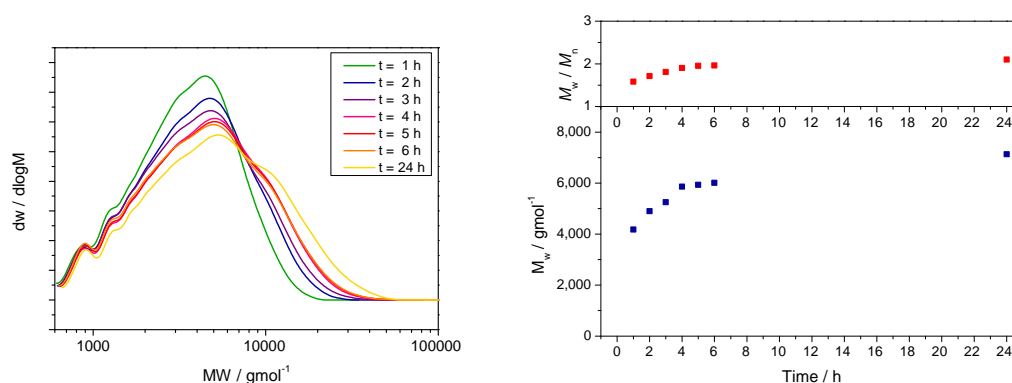 t = 1 h
t = 2 h
t = 3 h
t = 4 h
t = 5 h
t = 6 h
t = 24 h
dw / dlogM
1000 10000 100000
MW / gmol-1
3
2
1
Mw / Mn
0 2 4 6 8 10 12 14 16 18 20 22 24
8,000
6,000
4,000
2,000
0
Mw / gmol-1
0 2 4 6 8 10 12 14 16 18 20 22 24
Time / h